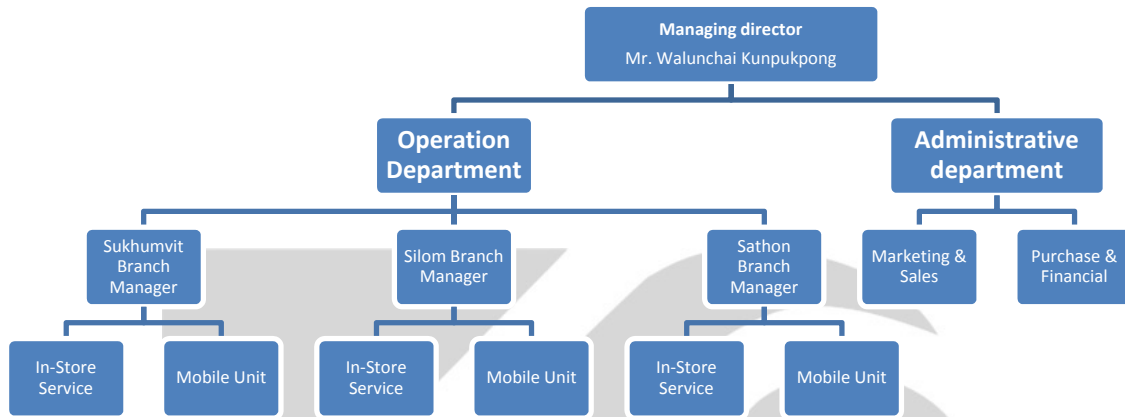 Managing director
Mr. Walunchai Kunpukpong
Operation
Department
Administrative
department
Sukhumvit
Branch
Manager
Silom Branch
Manager
Sathon
Branch
Manager
Marketing &
Sales
Purchase &
Financial
In-Store
Service
Mobile Unit
In-Store
Service
Mobile Unit
In-Store
Service
Mobile Unit